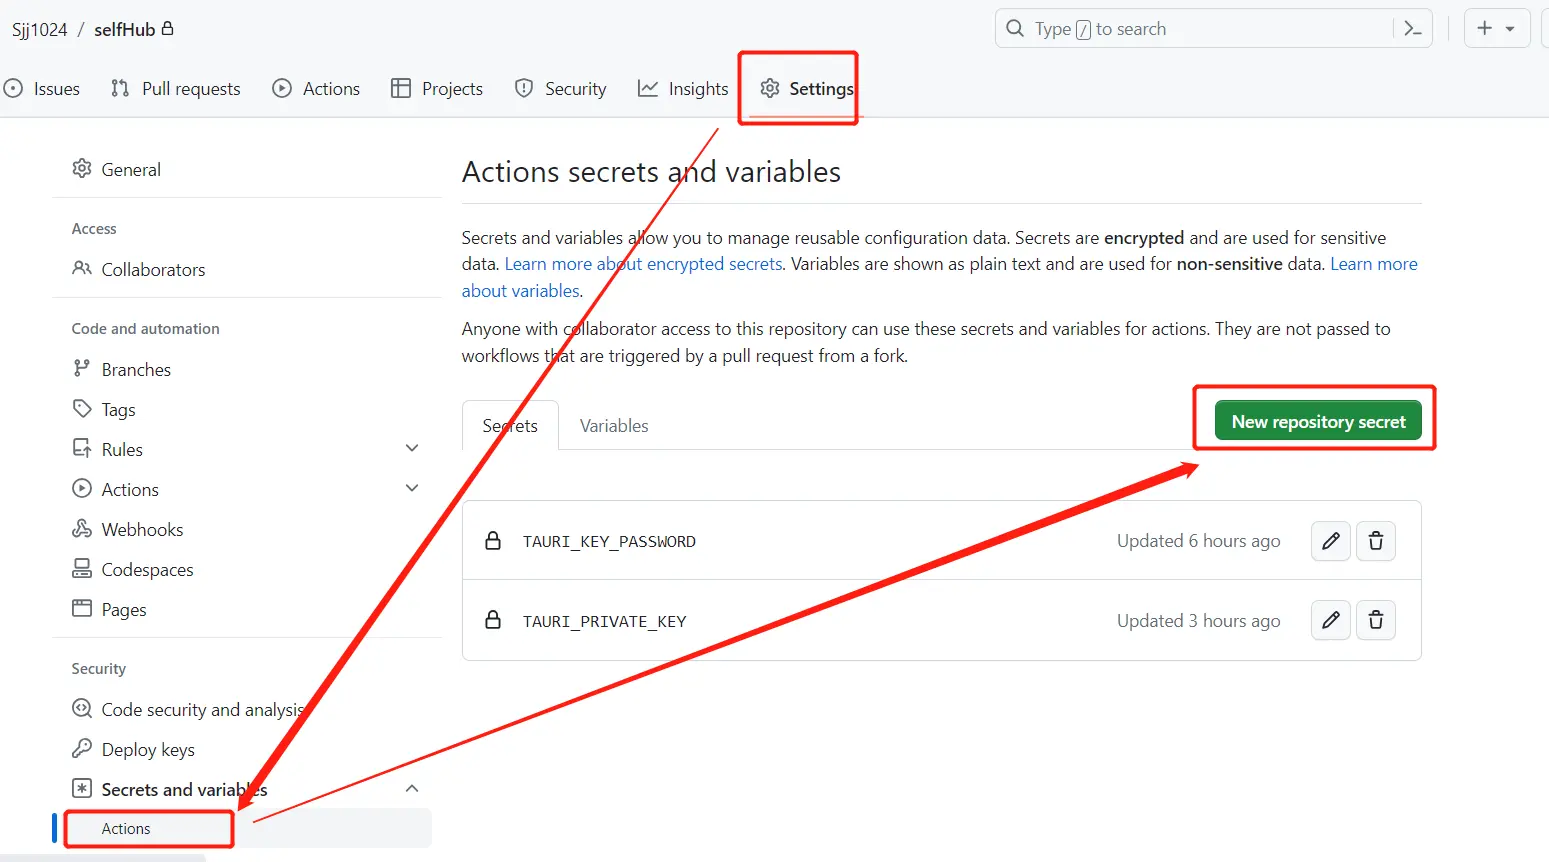 Sjj1024 / selfHub
Type / to search
Issues Pull requests Actions Projects Security Insights Settings
General
Access
Collaborators
Code and automation
Branches
Tags
Rules
Actions
Webhooks
Codespaces
Pages
Security
Code security and analysis
Deploy keys
Secrets and variables
Actions
Actions secrets and variables
Secrets and variables allow you to manage reusable configuration data. Secrets are encrypted and are used for sensitive
data. Learn more about encrypted secrets. Variables are shown as plain text and are used for non-sensitive data. Learn more
about variables.
Anyone with collaborator access to this repository can use these secrets and variables for actions. They are not passed to
workflows that are triggered by a pull request from a fork.
Secrets Variables
New repository secret
TAURI_KEY_PASSWORD Updated 6 hours ago
TAURI_PRIVATE_KEY Updated 3 hours ago